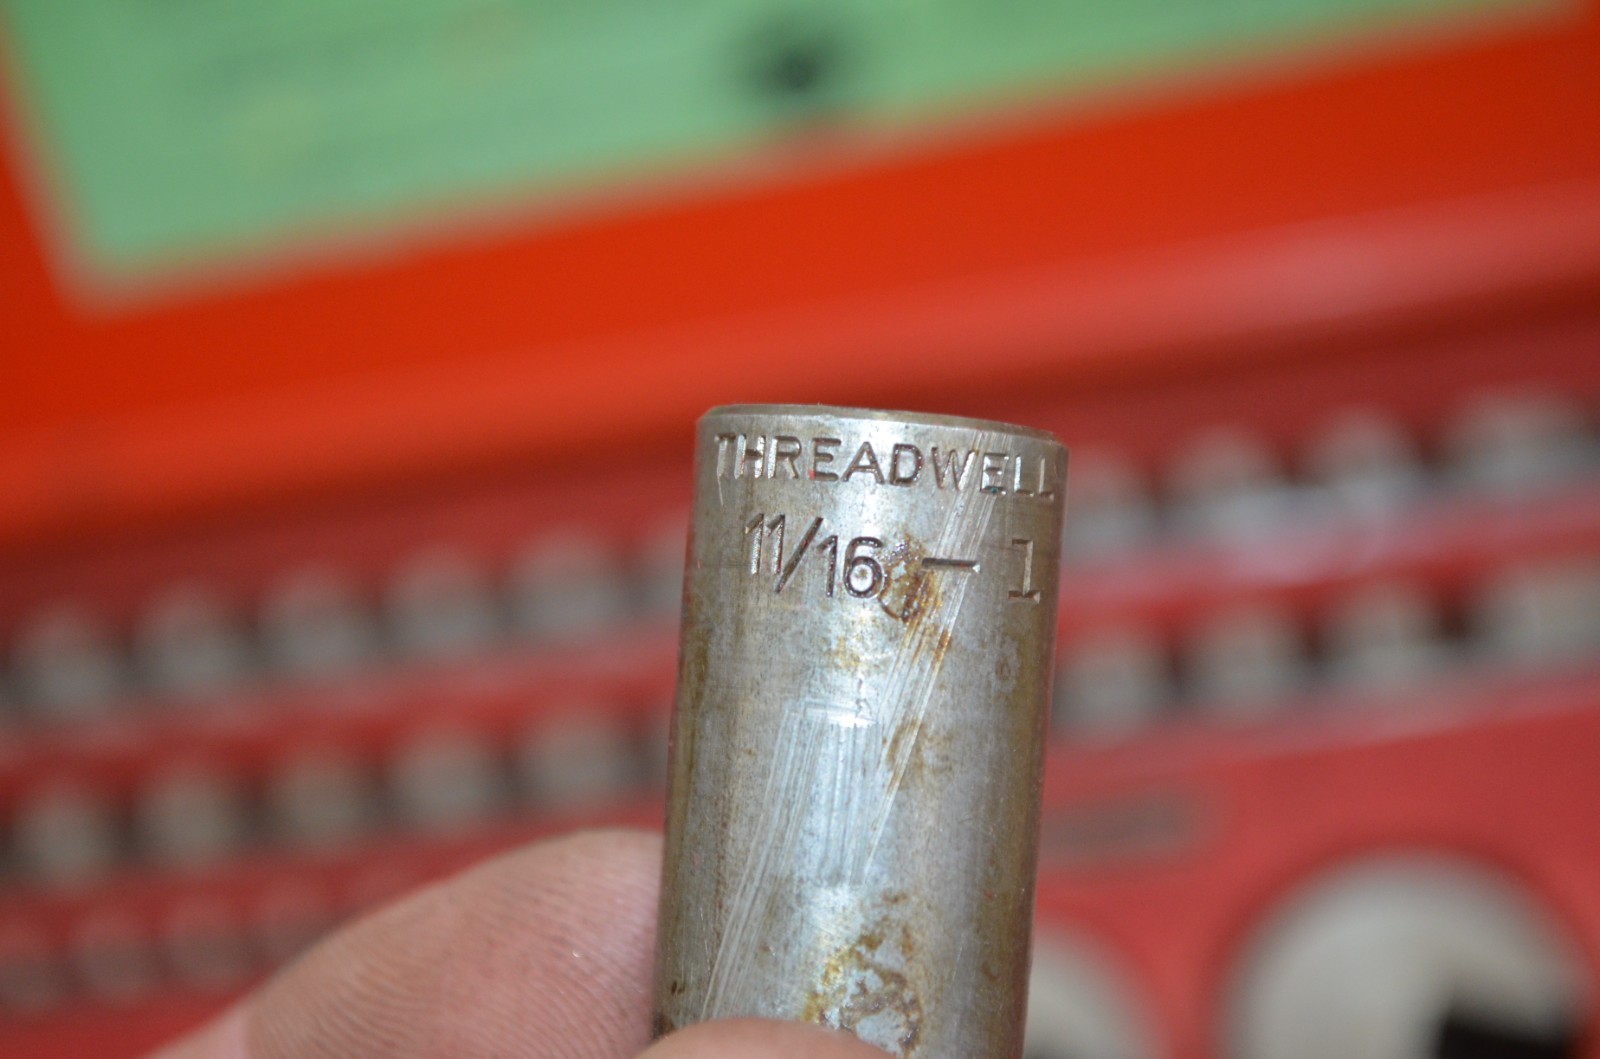 THREADWELL
11/16 - 1